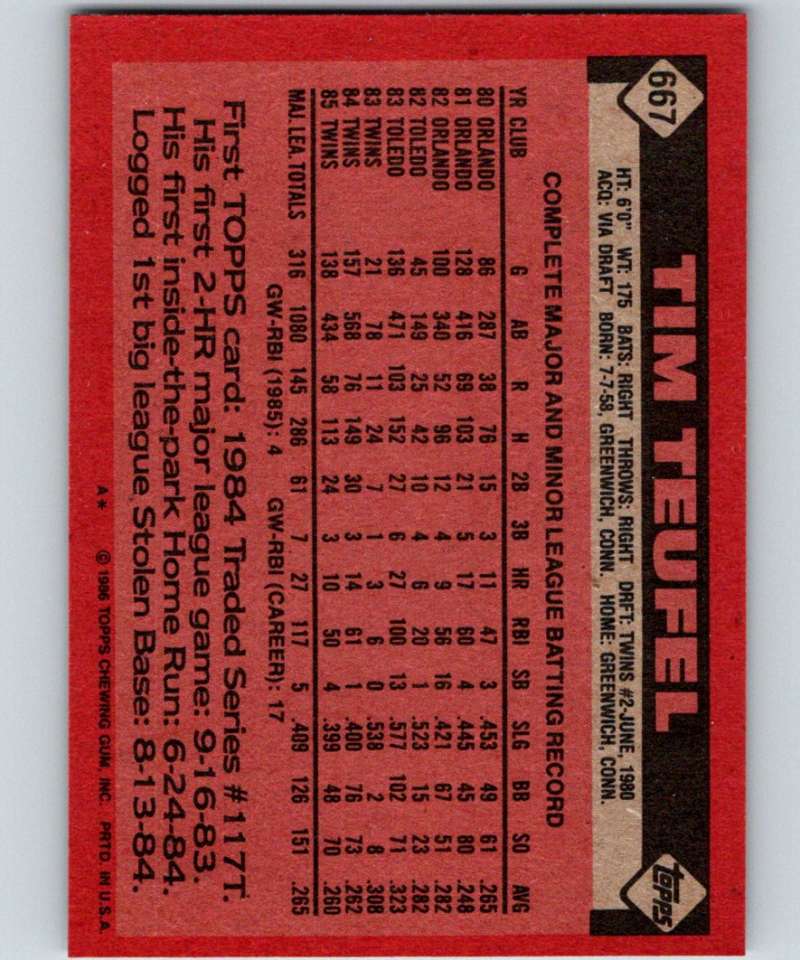 667
TIM TEUFEL
TOPPS
HT: 6'0" WT: 175 BATS: RIGHT THROWS: RIGHT DRFT: TWINS #2-JUNE, 1980
ACQ: VIA DRAFT BORN: 7-7-58, GREENWICH, CONN. HOME: GREENWICH, CONN.
COMPLETE MAJOR AND MINOR LEAGUE BATTING RECORD
YR CLUB G AB R H 2B 3B HR RBI SB SLG BB SO AVG
80 ORLANDO 86 287 38 76 15 3 11 47 3 .453 49 61 .265
81 ORLANDO 128 416 69 103 21 5 17 60 4 .445 45 80 .248
82 ORLANDO 100 340 52 96 12 4 9 56 16 .421 67 51 .282
82 TOLEDO 45 149 25 42 10 4 6 20 1 .523 15 23 .282
83 TOLEDO 136 471 103 152 27 6 27 100 13 .577 102 71 .323
83 TWINS 21 78 11 24 7 1 3 6 0 .538 2 8 .308
84 TWINS 157 568 76 149 30 3 14 61 1 .400 76 73 .262
85 TWINS 138 434 58 113 24 3 10 50 4 .399 48 70 .260
MAJ. LEA. TOTALS 316 1080 145 286 61 7 27 117 5 .409 126 151 .265
GW-RBI (1985): 4 GW-RBI (CAREER): 17
First TOPPS card: 1984 Traded Series #117T.
His first 2-HR major league game: 9-16-83.
His first inside-the-park Home Run: 6-24-84.
Logged 1st big league Stolen Base: 8-13-84.
A* © 1986 TOPPS CHEWING GUM, INC. PRTD. IN U.S.A.